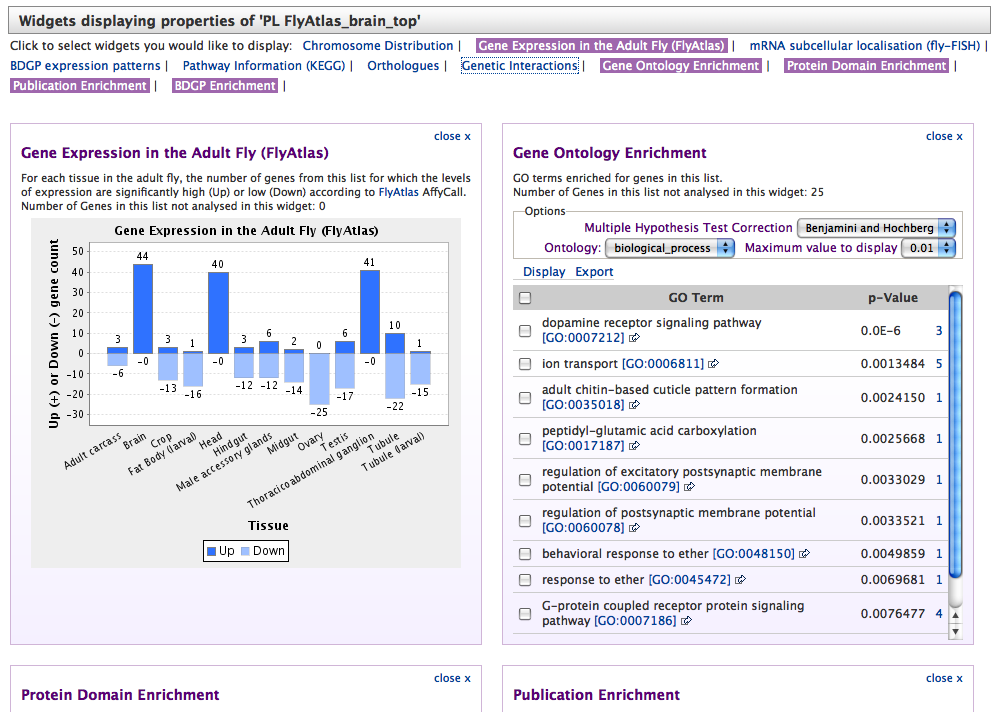 Widgets displaying properties of 'PL FlyAtlas_brain_top'
Click to select widgets you would like to display: Chromosome Distribution | Gene Expression in the Adult Fly (FlyAtlas) | mRNA subcellular localisation (fly-FISH) |
BDGP expression patterns | Pathway Information (KEGG) | Orthologues | Genetic Interactions | Gene Ontology Enrichment | Protein Domain Enrichment |
Publication Enrichment | BDGP Enrichment |
close x
Gene Expression in the Adult Fly (FlyAtlas)
For each tissue in the adult fly, the number of genes from this list for which the levels
of expression are significantly high (Up) or low (Down) according to FlyAtlas AffyCall.
Number of Genes in this list not analysed in this widget: 0
Gene Expression in the Adult Fly (FlyAtlas)
Up (+) or Down (-) gene count
50
40
30
20
10
0
-10
-20
-30
3 44 3 1 40 3 6 2 0 6 41 10 1
-6 -0 -13 -16 -0 -12 -12 -14 -25 -17 -0 -22 -15
Adult carcass
Brain
Crop
Fat Body (larval)
Head
Hindgut
Male accessory glands
Midgut
Ovary
Testis
Thoracicoabdominal ganglion
Tubule
Tubule (larval)
Tissue
Up Down
close x
Gene Ontology Enrichment
GO terms enriched for genes in this list.
Number of Genes in this list not analysed in this widget: 25
Options
Multiple Hypothesis Test Correction Benjamini and Hochberg
Ontology: biological_process Maximum value to display 0.01
Display Export
GO Term p-Value
dopamine receptor signaling pathway
[GO:0007212] 0.0E-6 3
ion transport [GO:0006811] 0.0013484 5
adult chitin-based cuticle pattern formation
[GO:0035018] 0.0024150 1
peptidyl-glutamic acid carboxylation
[GO:0017187] 0.0025668 1
regulation of excitatory postsynaptic membrane
potential [GO:0060079] 0.0033029 1
regulation of postsynaptic membrane potential
[GO:0060078] 0.0033521 1
behavioral response to ether [GO:0048150] 0.0049859 1
response to ether [GO:0045472] 0.0069681 1
G-protein coupled receptor protein signaling
pathway [GO:0007186] 0.0076477 4
close x
Protein Domain Enrichment
close x
Publication Enrichment